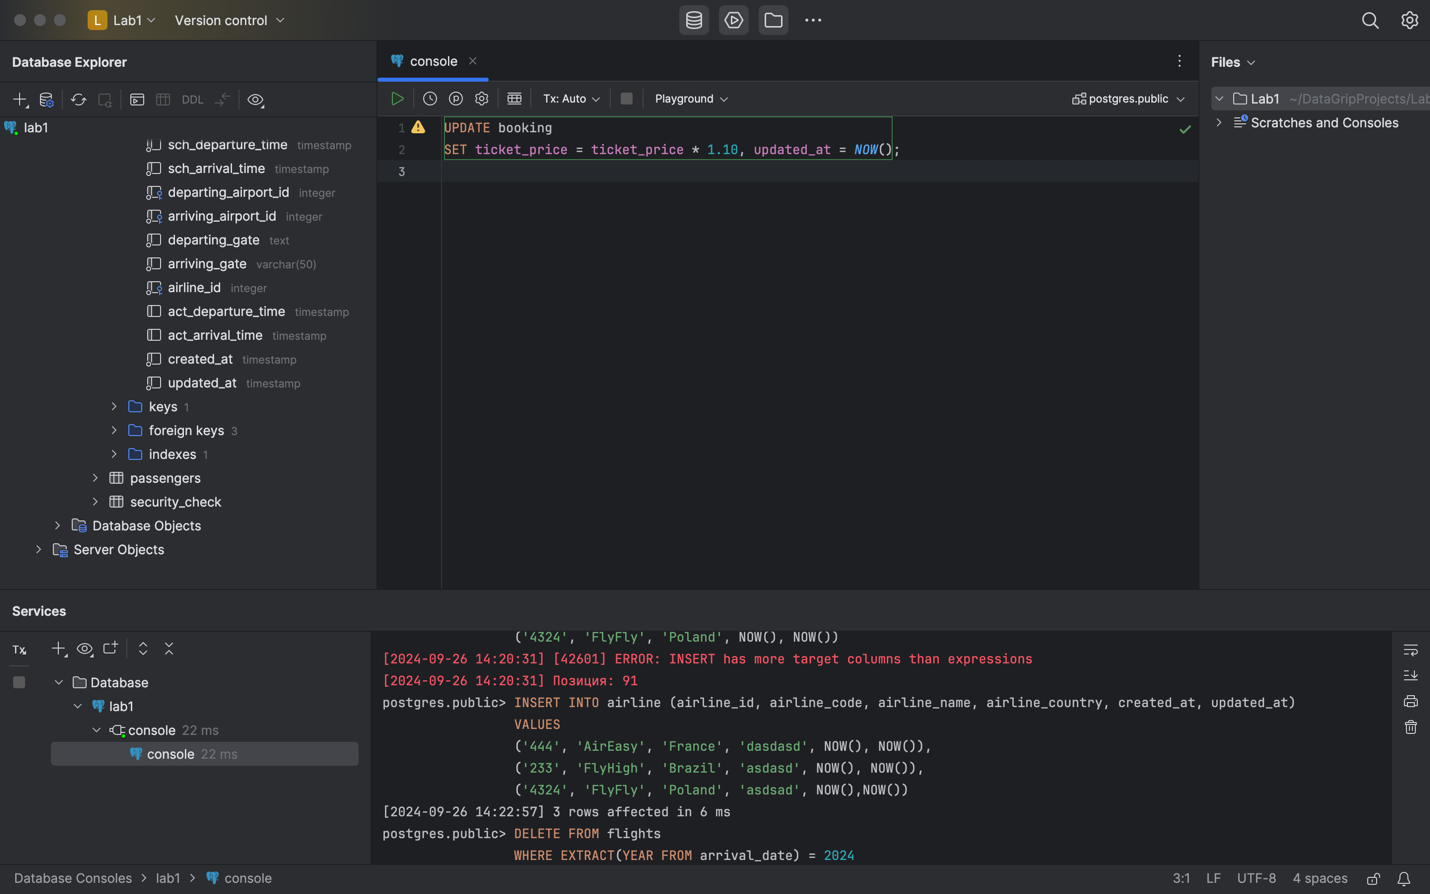 L Lab1 Version control
Database Explorer
DDL
lab1
sch_departure_time timestamp
sch_arrival_time timestamp
departing_airport_id integer
arriving_airport_id integer
departing_gate text
arriving_gate varchar(50)
airline_id integer
act_departure_time timestamp
act_arrival_time timestamp
created_at timestamp
updated_at timestamp
keys 1
foreign keys 3
indexes 1
passengers
security_check
Database Objects
Server Objects
console
Tx: Auto Playground postgres.public
1 UPDATE booking
2 SET ticket_price = ticket_price * 1.10, updated_at = NOW();
3
Files
Lab1 ~/DataGripProjects/Lab
Scratches and Consoles
Services
Tx
Database
lab1
console 22 ms
console 22 ms
('4324', 'FlyFly', 'Poland', NOW(), NOW())
[2024-09-26 14:20:31] [42601] ERROR: INSERT has more target columns than expressions
[2024-09-26 14:20:31] Позиция: 91
postgres.public> INSERT INTO airline (airline_id, airline_code, airline_name, airline_country, created_at, updated_at)
VALUES
('444', 'AirEasy', 'France', 'dasdasd', NOW(), NOW()),
('233', 'FlyHigh', 'Brazil', 'asdasd', NOW(), NOW()),
('4324', 'FlyFly', 'Poland', 'asdsad', NOW(),NOW())
[2024-09-26 14:22:57] 3 rows affected in 6 ms
postgres.public> DELETE FROM flights
WHERE EXTRACT(YEAR FROM arrival_date) = 2024
Database Consoles > lab1 > console
3:1 LF UTF-8 4 spaces